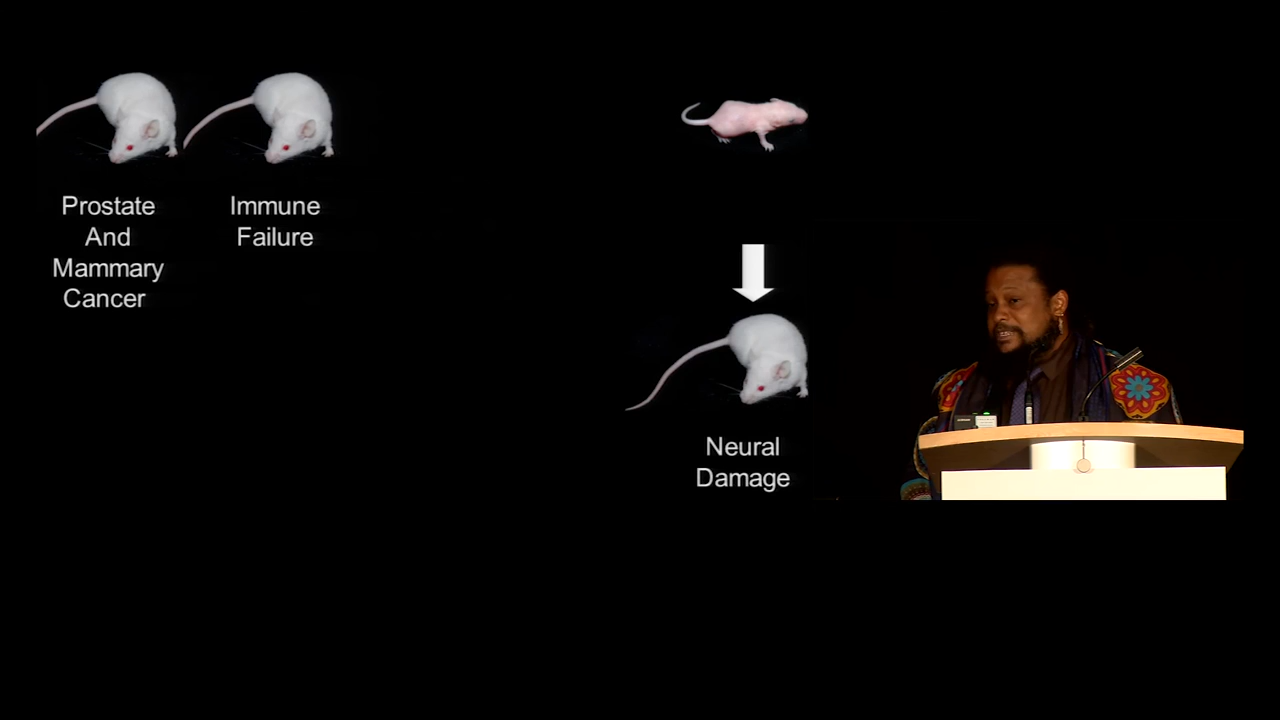 Prostate
And
Mammary
Cancer
Immune
Failure
Neural
Damage